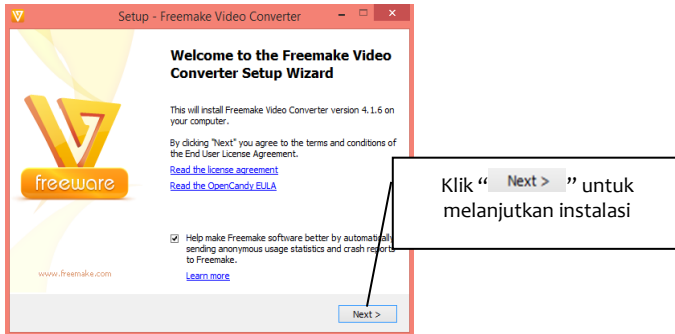 Setup - Freemake Video Converter
Welcome to the Freemake Video
Converter Setup Wizard
This will install Freemake Video Converter version 4.1.6 on
your computer.
By clicking "Next" you agree to the terms and conditions of
the End User License Agreement.
Read the license agreement
Read the OpenCandy EULA
freeware
Klik “ Next > ” untuk
melanjutkan instalasi
Help make Freemake software better by automatically
sending anonymous usage statistics and crash reports
to Freemake.
www.freemake.com
Learn more
Next >